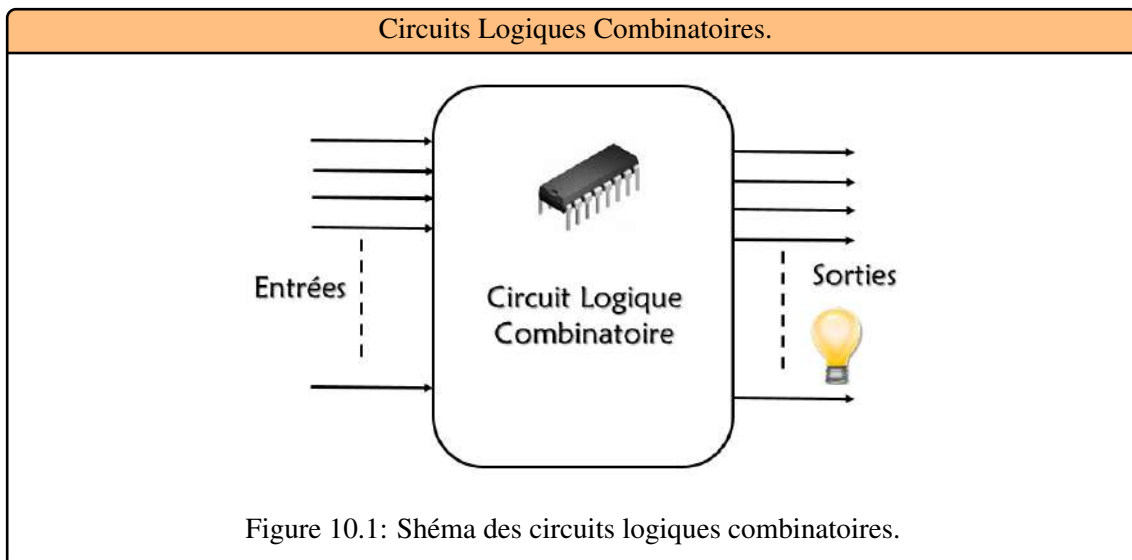 Circuits Logiques Combinatoires.
Entrées
Circuit Logique
Combinatoire
Sorties
Figure 10.1: Shéma des circuits logiques combinatoires.